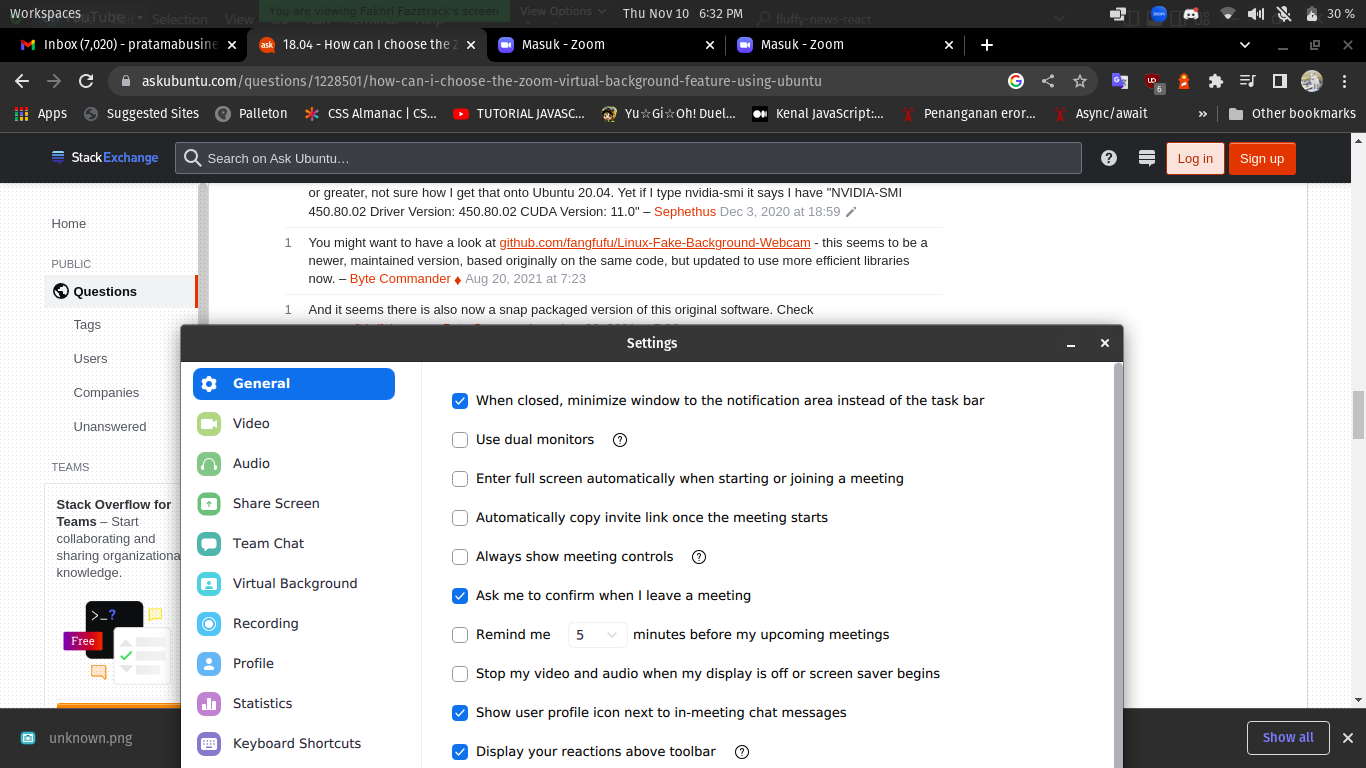 Workspaces
You are viewing Fakhri Fazztrack's screen
View Options
Thu Nov 10 6:32 PM
fluffy-news-react
30 %
YouTube
Selection
View
Inbox (7,020) - pratamabusine
18.04 - How can I choose the z
Masuk - Zoom
Masuk - Zoom
askubuntu.com/questions/1228501/how-can-i-choose-the-zoom-virtual-background-feature-using-ubuntu
6
Apps
Suggested Sites
Palleton
CSS Almanac | CS...
TUTORIAL JAVASC...
Yu☆Gi☆Oh! Duel...
Kenal JavaScript:...
Penanganan eror...
Async/await
»
Other bookmarks
StackExchange
Search on Ask Ubuntu…
Log in
Sign up
Home
PUBLIC
Questions
Tags
Users
Companies
Unanswered
TEAMS
Stack Overflow for
Teams – Start
collaborating and
sharing organizationa
knowledge.
>_?
Free
or greater, not sure how I get that onto Ubuntu 20.04. Yet if I type nvidia-smi it says I have "NVIDIA-SMI
450.80.02 Driver Version: 450.80.02 CUDA Version: 11.0" – Sephethus Dec 3, 2020 at 18:59
1 You might want to have a look at github.com/fangfufu/Linux-Fake-Background-Webcam - this seems to be a
newer, maintained version, based originally on the same code, but updated to use more efficient libraries
now. – Byte Commander ♦ Aug 20, 2021 at 7:23
1 And it seems there is also now a snap packaged version of this original software. Check
Settings
General
Video
Audio
Share Screen
Team Chat
Virtual Background
Recording
Profile
Statistics
Keyboard Shortcuts
When closed, minimize window to the notification area instead of the task bar
Use dual monitors
Enter full screen automatically when starting or joining a meeting
Automatically copy invite link once the meeting starts
Always show meeting controls
Ask me to confirm when I leave a meeting
Remind me 5 minutes before my upcoming meetings
Stop my video and audio when my display is off or screen saver begins
Show user profile icon next to in-meeting chat messages
Display your reactions above toolbar
unknown.png
Show all